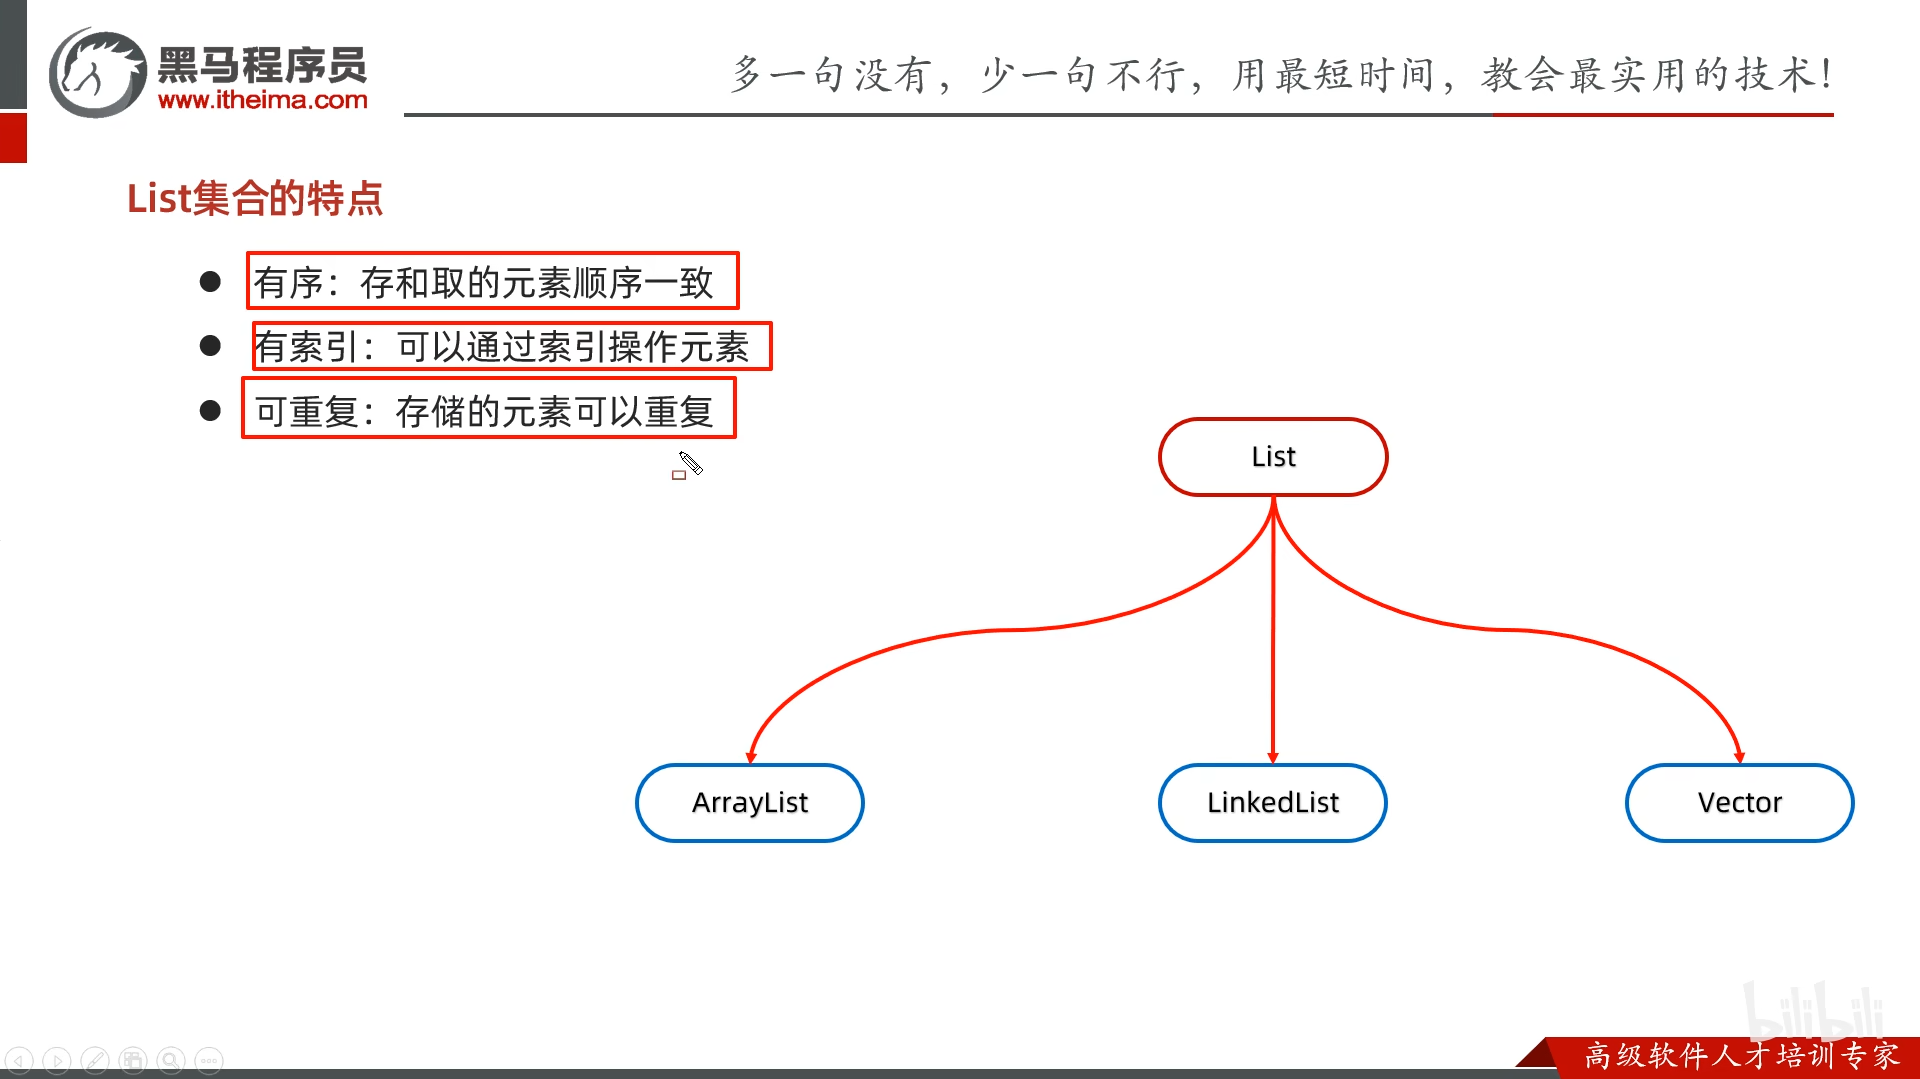 黑马程序员
www.itheima.com
多一句没有，少一句不行，用最短时间，教会最实用的技术！
List集合的特点
有序：存和取的元素顺序一致
有索引：可以通过索引操作元素
可重复：存储的元素可以重复
List
ArrayList
LinkedList
Vector
bilibili
高级软件人才培训专家